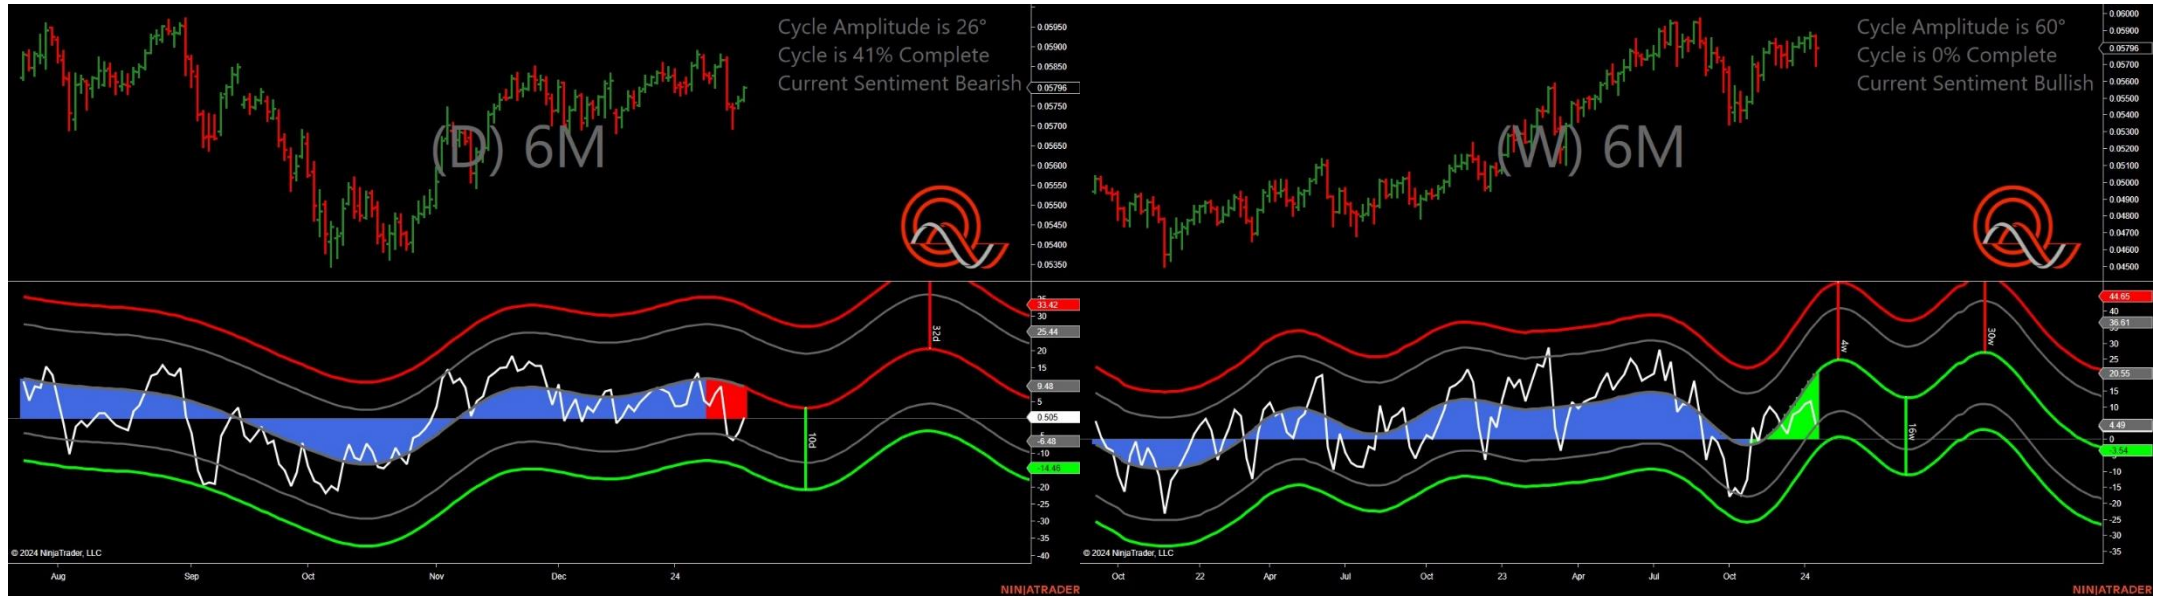 Cycle Amplitude is 26°
Cycle is 41% Complete
Current Sentiment Bearish
(D) 6M
0.05950
0.05900
0.05850
0.05796
0.05750
0.05700
0.05650
0.05600
0.05550
0.05500
0.05450
0.05400
0.05350
33.42
30
25.44
20
15
9.48
5
0.505
-6.48
-10
-14.46
-20
-25
-30
-35
-40
32d
10d
© 2024 NinjaTrader, LLC
Aug
Sep
Oct
Nov
Dec
24
NINJATRADER
Cycle Amplitude is 60°
Cycle is 0% Complete
Current Sentiment Bullish
(W) 6M
0.06000
0.05900
0.05796
0.05700
0.05600
0.05500
0.05400
0.05300
0.05200
0.05100
0.05000
0.04900
0.04800
0.04700
0.04600
0.04500
44.65
40
36.61
30
25
20.55
15
10
4.49
0
-3.54
-10
-15
-20
-25
-30
-35
4w
16w
30w
© 2024 NinjaTrader, LLC
Oct
22
Apr
Jul
Oct
23
Apr
Jul
Oct
24
NINJATRADER